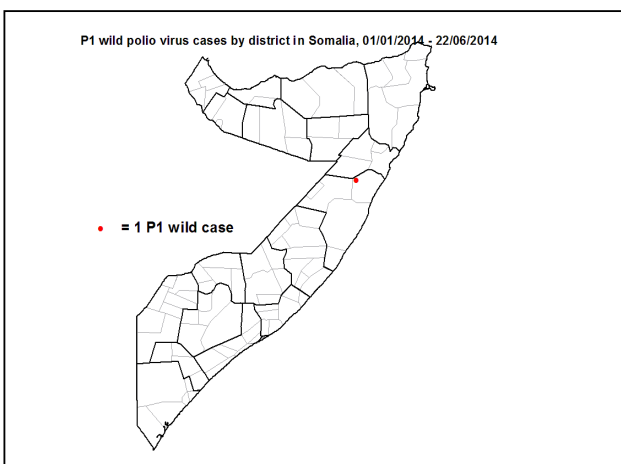 P1 wild polio virus cases by district in Somalia, 01/01/2014 - 22/06/2014
= 1 P1 wild case